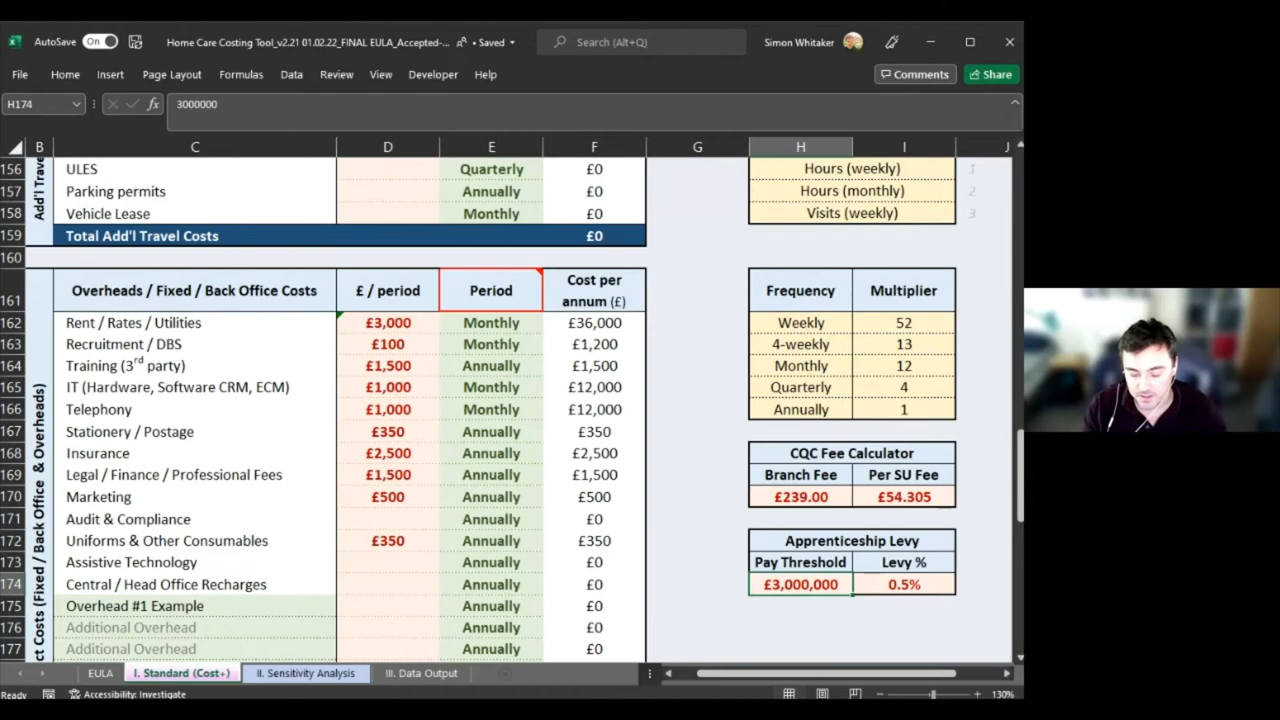 AutoSave On Home Care Costing Tool_v2.21 01.02.22_FINAL EULA_Accepted-... • Saved Search (Alt+Q) Simon Whitaker
File Home Insert Page Layout Formulas Data Review View Developer Help Comments Share
H174 fx 3000000
B C D E F G H I J
156 ULES Quarterly £0 Hours (weekly) 1
157 Parking permits Annually £0 Hours (monthly) 2
158 Vehicle Lease Monthly £0 Visits (weekly) 3
159 Total Add'l Travel Costs £0
160
161 Overheads / Fixed / Back Office Costs £ / period Period Cost per annum (£) Frequency Multiplier
162 Rent / Rates / Utilities £3,000 Monthly £36,000 Weekly 52
163 Recruitment / DBS £100 Monthly £1,200 4-weekly 13
164 Training (3rd party) £1,500 Annually £1,500 Monthly 12
165 IT (Hardware, Software CRM, ECM) £1,000 Monthly £12,000 Quarterly 4
166 Telephony £1,000 Monthly £12,000 Annually 1
167 Stationery / Postage £350 Annually £350
168 Insurance £2,500 Annually £2,500 CQC Fee Calculator
169 Legal / Finance / Professional Fees £1,500 Annually £1,500 Branch Fee Per SU Fee
170 Marketing £500 Annually £500 £239.00 £54.305
171 Audit & Compliance Annually £0
172 Uniforms & Other Consumables £350 Annually £350 Apprenticeship Levy
173 Assistive Technology Annually £0 Pay Threshold Levy %
174 Central / Head Office Recharges Annually £0 £3,000,000 0.5%
175 Overhead #1 Example Annually £0
176 Additional Overhead Annually £0
177 Additional Overhead Annually £0
Add'l Trave
ct Costs (Fixed / Back Office & Overheads)
EULA I. Standard (Cost+) II. Sensitivity Analysis III. Data Output
Ready Accessibility: Investigate 130%